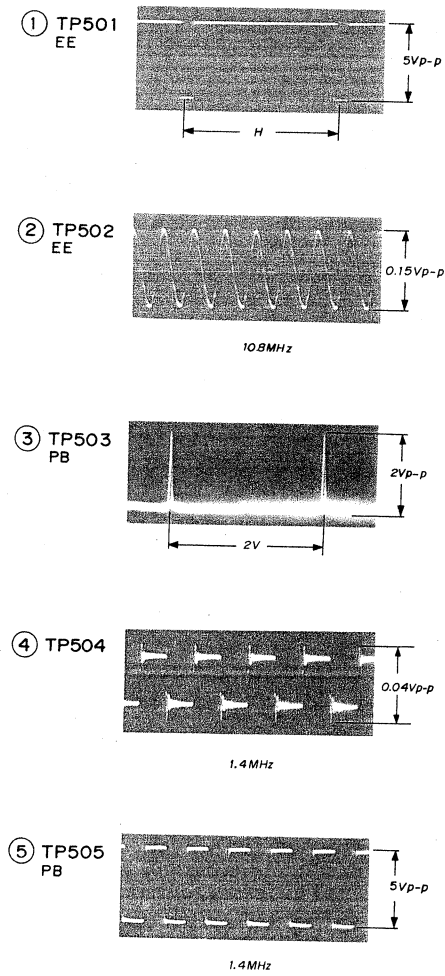 ① TP501
EE
5Vp-p
H
② TP502
EE
0.15Vp-p
10.8MHz
③ TP503
PB
2Vp-p
2V
④ TP504
0.04Vp-p
1.4MHz
⑤ TP505
PB
5Vp-p
1.4MHz